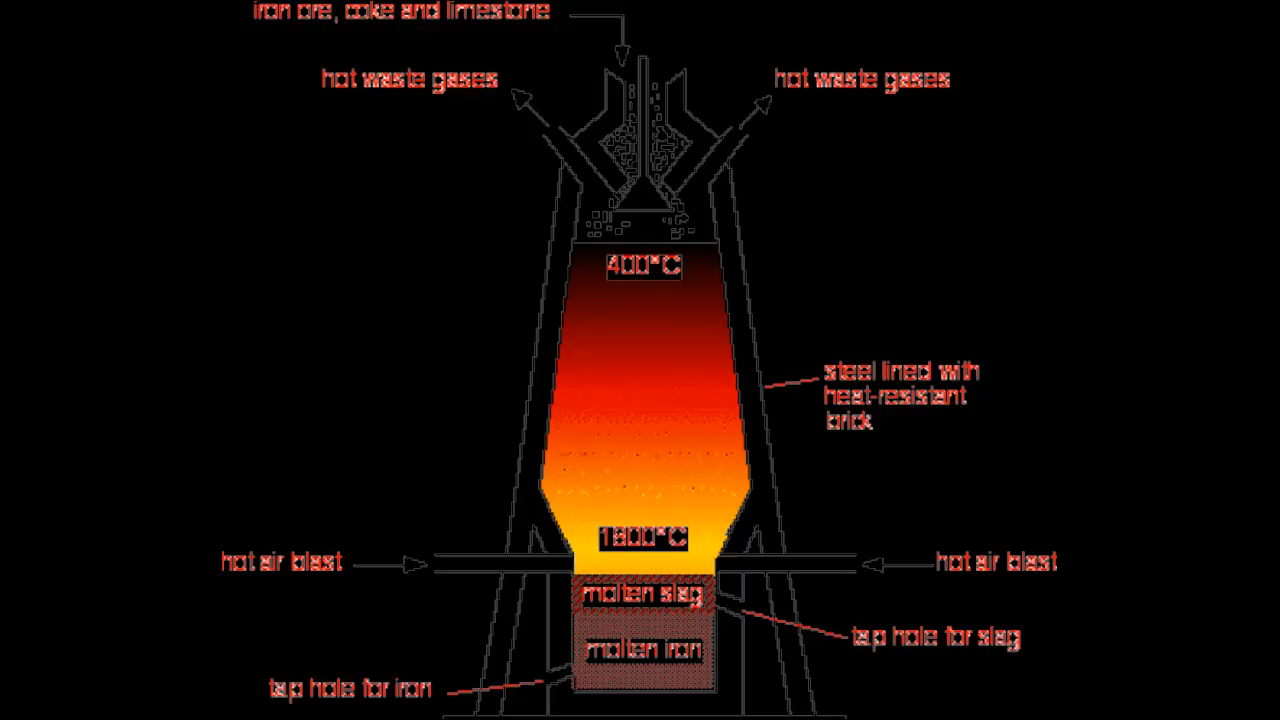 iron ore, coke and limestone
hot waste gases
hot waste gases
400°C
steel lined with
heat-resistant
brick
1800°C
hot air blast
hot air blast
molten slag
tap hole for slag
molten iron
tap hole for iron